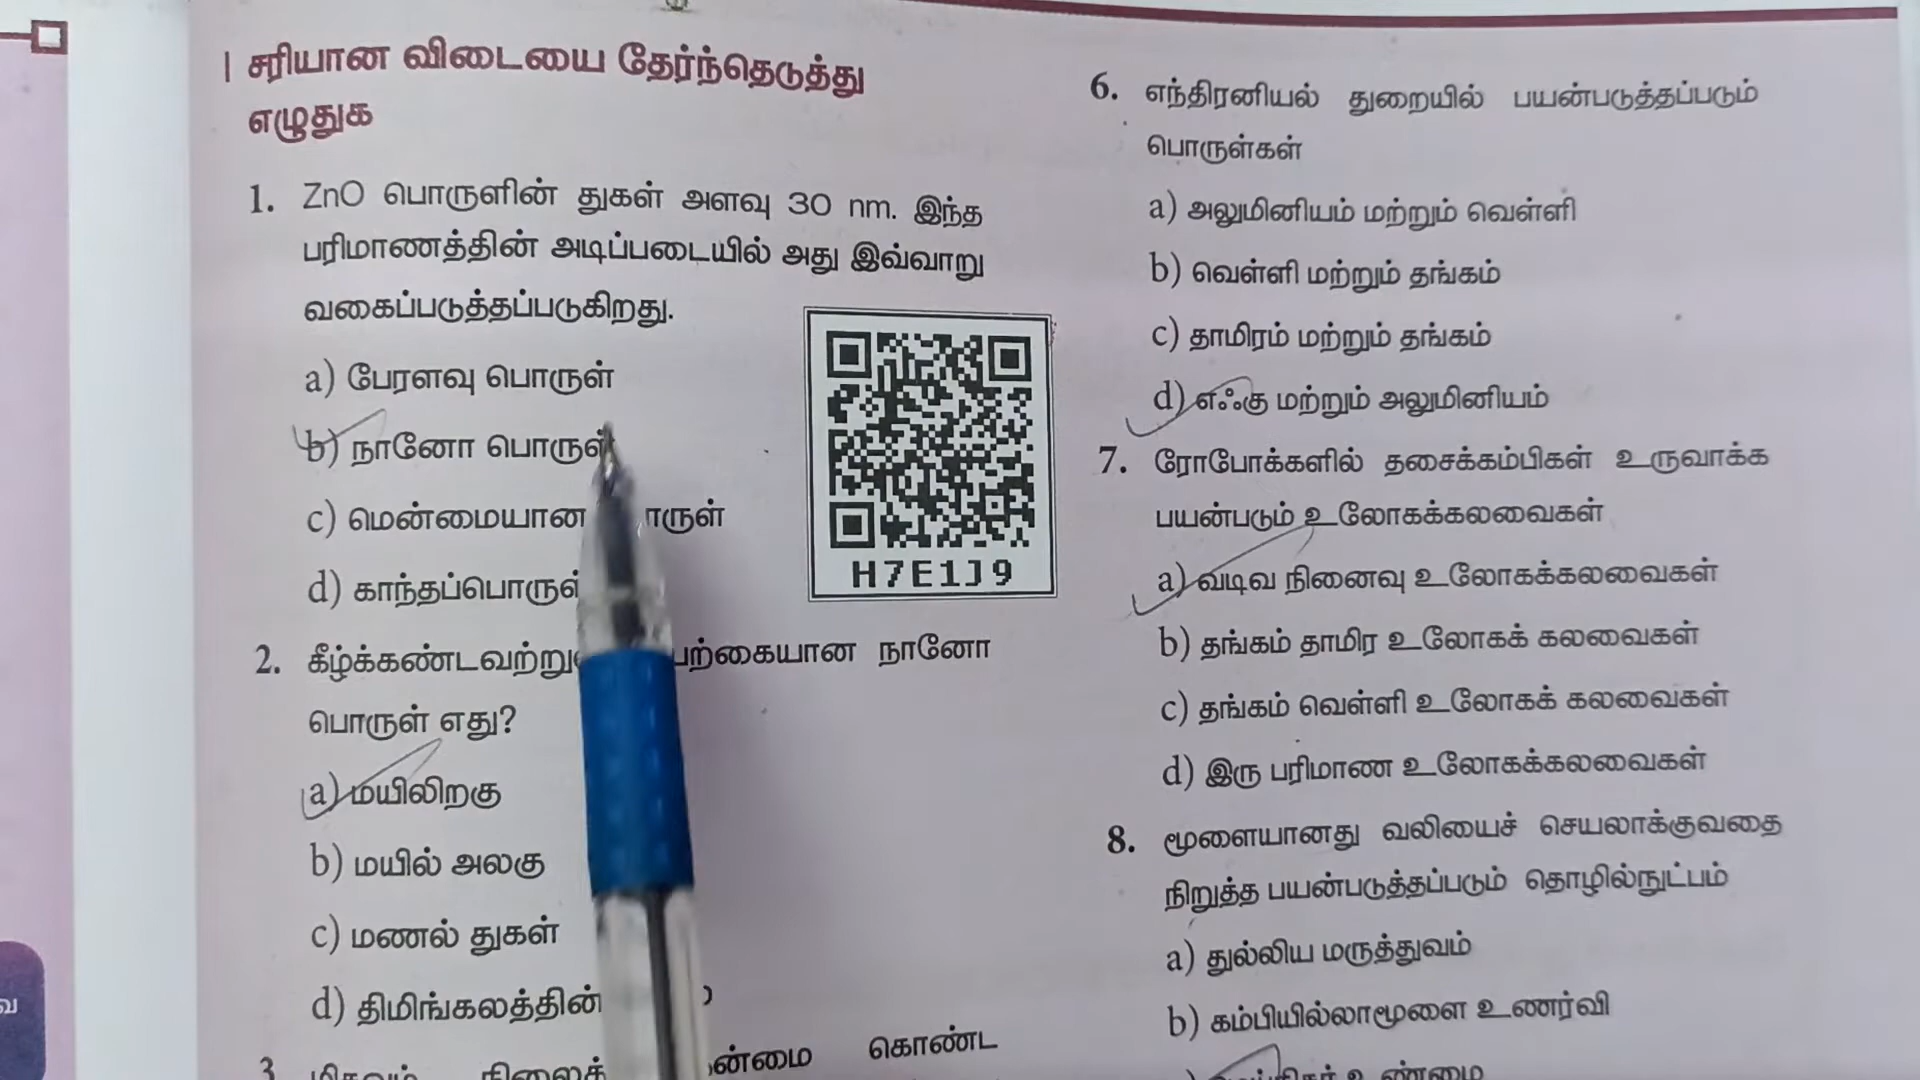 I சரியான விடையை தேர்ந்தெடுத்து
எழுதுக
1. ZnO பொருளின் துகள் அளவு 30 nm. இந்த
பரிமாணத்தின் அடிப்படையில் அது இவ்வாறு
வகைப்படுத்தப்படுகிறது.
a) பேரளவு பொருள்
b) நானோ பொருள்
c) மென்மையான
d) காந்தப்பொருள்
H7E1J9
2. நானோ
பொருள் எது?
a) மயிலிறகு
b) மயில் அலகு
c) மணல் துகள்
d) திமிங்கலத்தின்
3. கொண்ட
6. எந்திரனியல் துறையில் பயன்படுத்தப்படும்
பொருள்கள்
a) அலுமினியம் மற்றும் வெள்ளி
b) வெள்ளி மற்றும் தங்கம்
c) தாமிரம் மற்றும் தங்கம்
d) எஃகு மற்றும் அலுமினியம்
7. ரோபோக்களில் தசைக்கம்பிகள் உருவாக்க
பயன்படும் உலோகக்கலவைகள்
a) வடிவ நினைவு உலோகக்கலவைகள்
b) தங்கம் தாமிர உலோகக் கலவைகள்
c) தங்கம் வெள்ளி உலோகக் கலவைகள்
d) இரு பரிமாண உலோகக்கலவைகள்
8. மூளையானது வலியைச் செயலாக்குவதை
நிறுத்த பயன்படுத்தப்படும் தொழில்நுட்பம்
a) துல்லிய மருத்துவம்
b) கம்பியில்லாமூளை உணர்வி